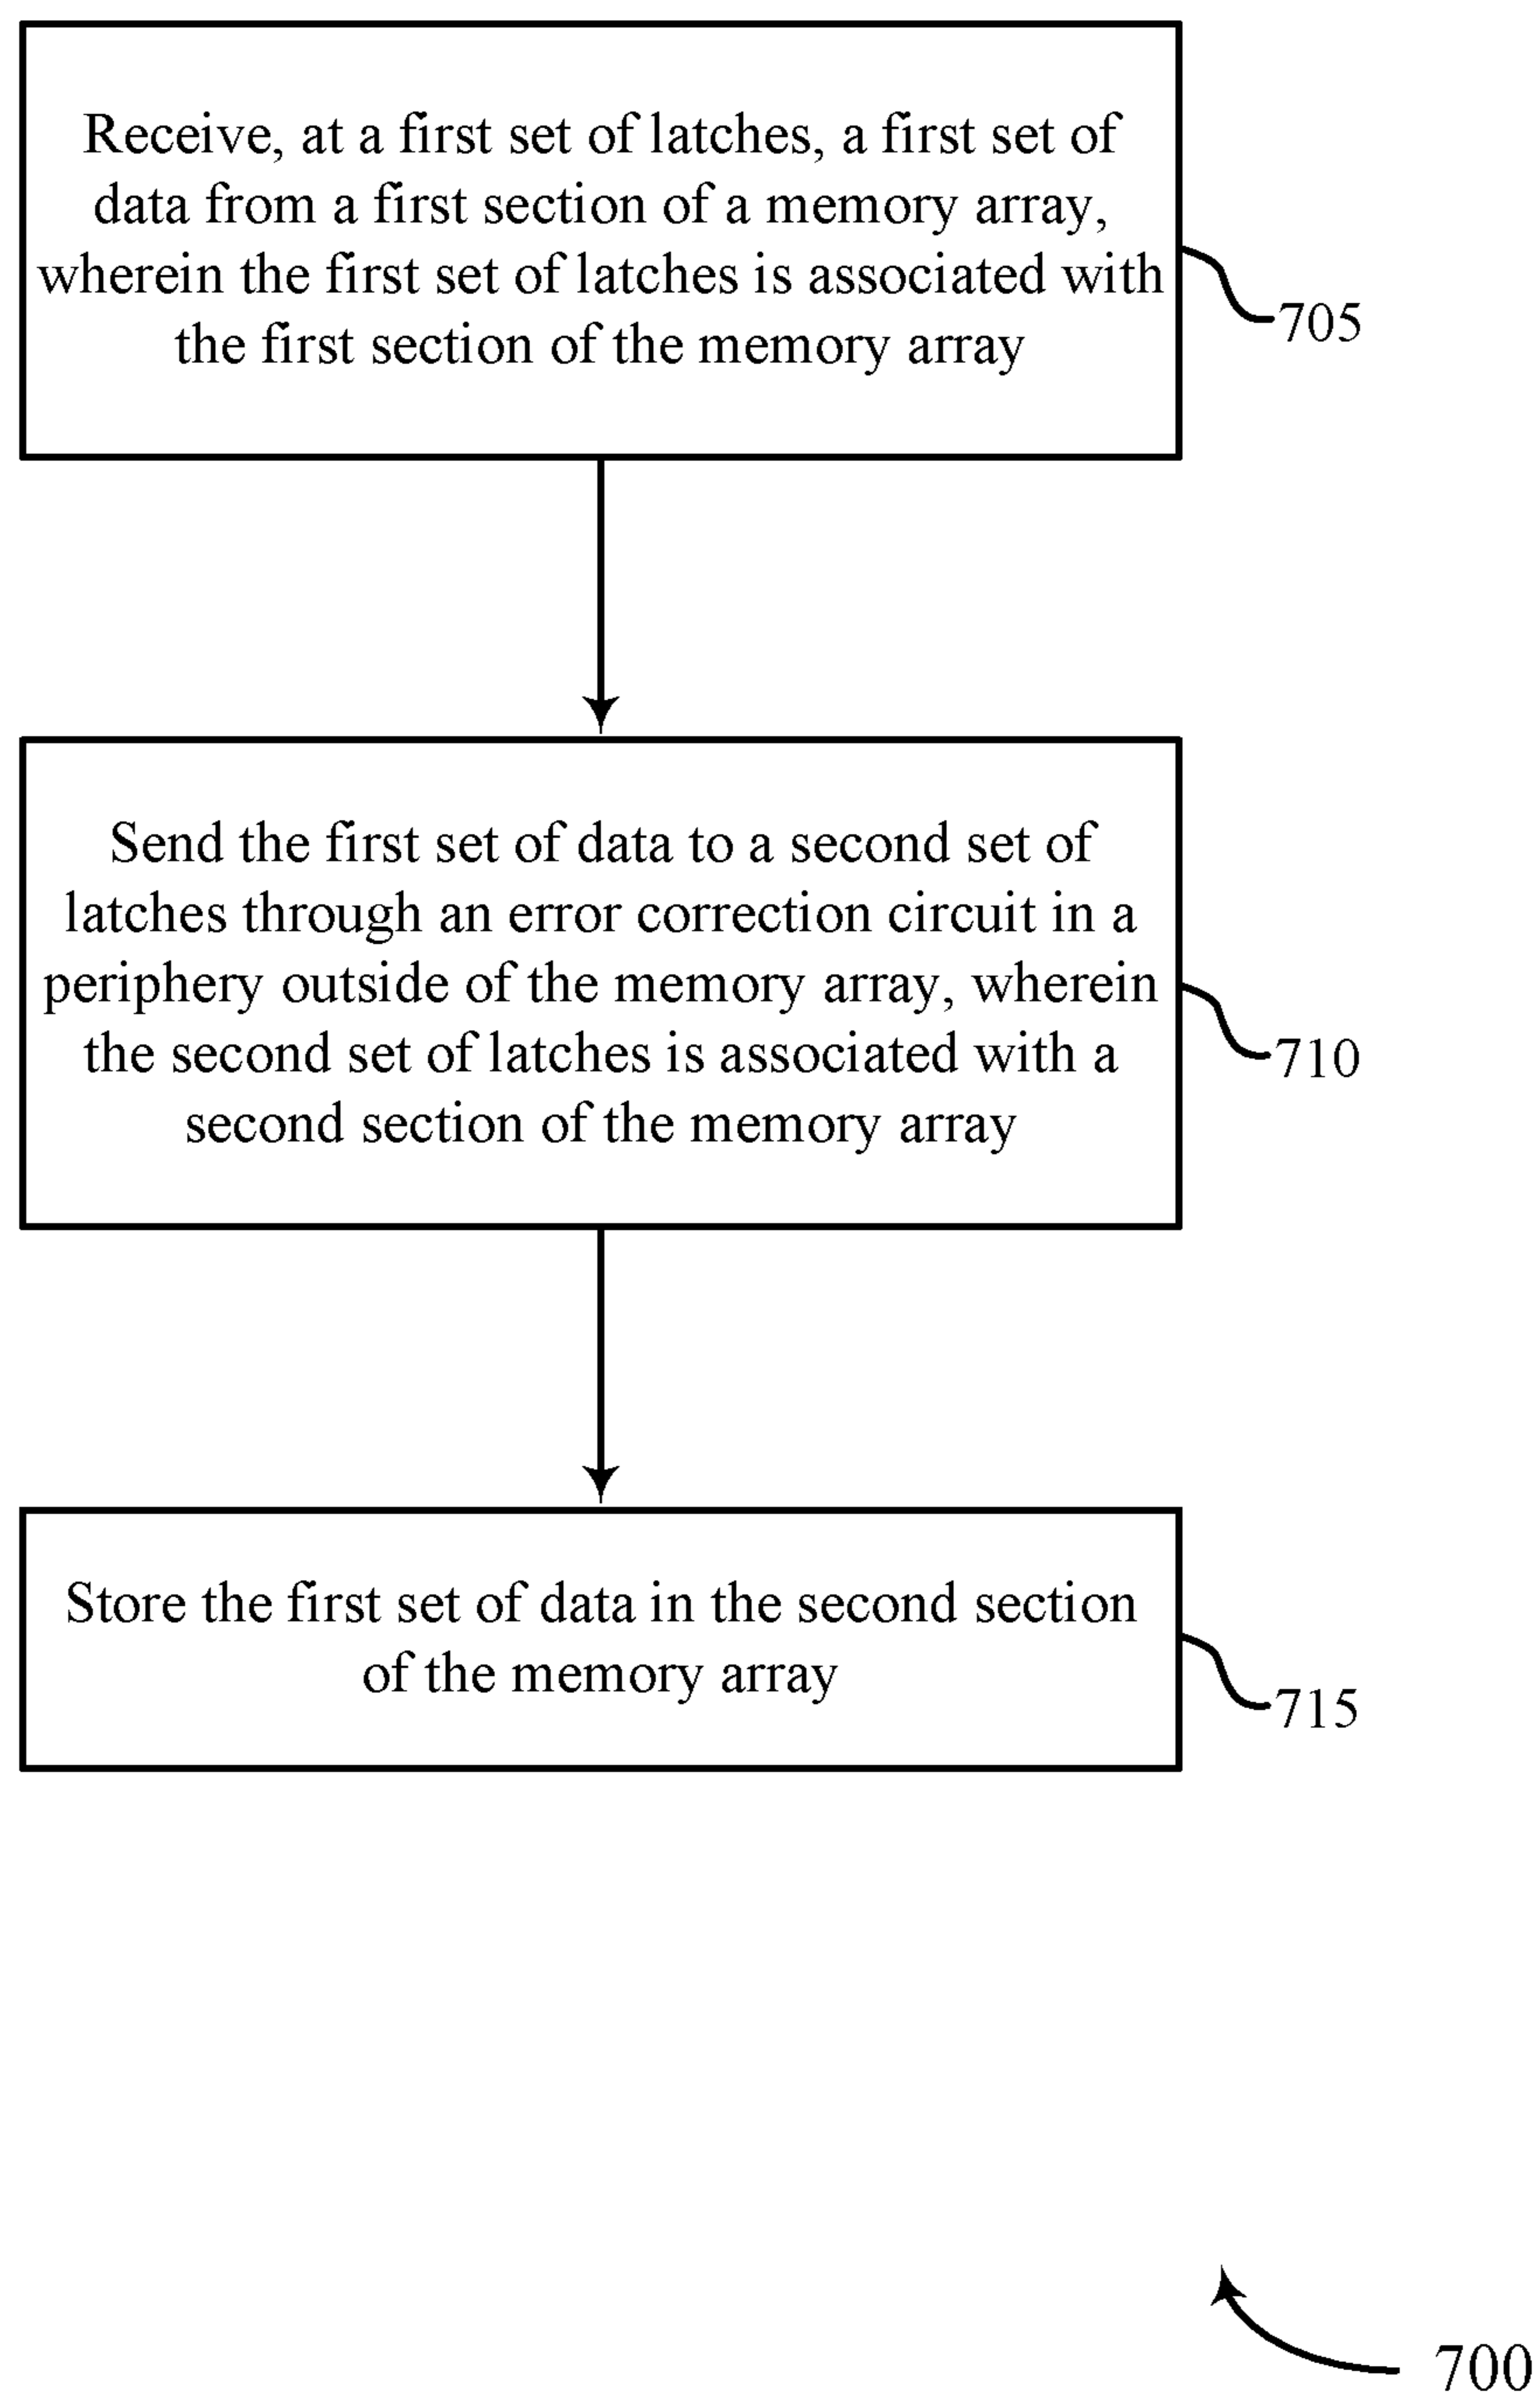 Receive, at a first set of latches, a first set of
data from a first section of a memory array,
wherein the first set of latches is associated with
the first section of the memory array
705
Send the first set of data to a second set of
latches through an error correction circuit in a
periphery outside of the memory array, wherein
the second set of latches is associated with a
second section of the memory array
710
Store the first set of data in the second section
of the memory array
715
700